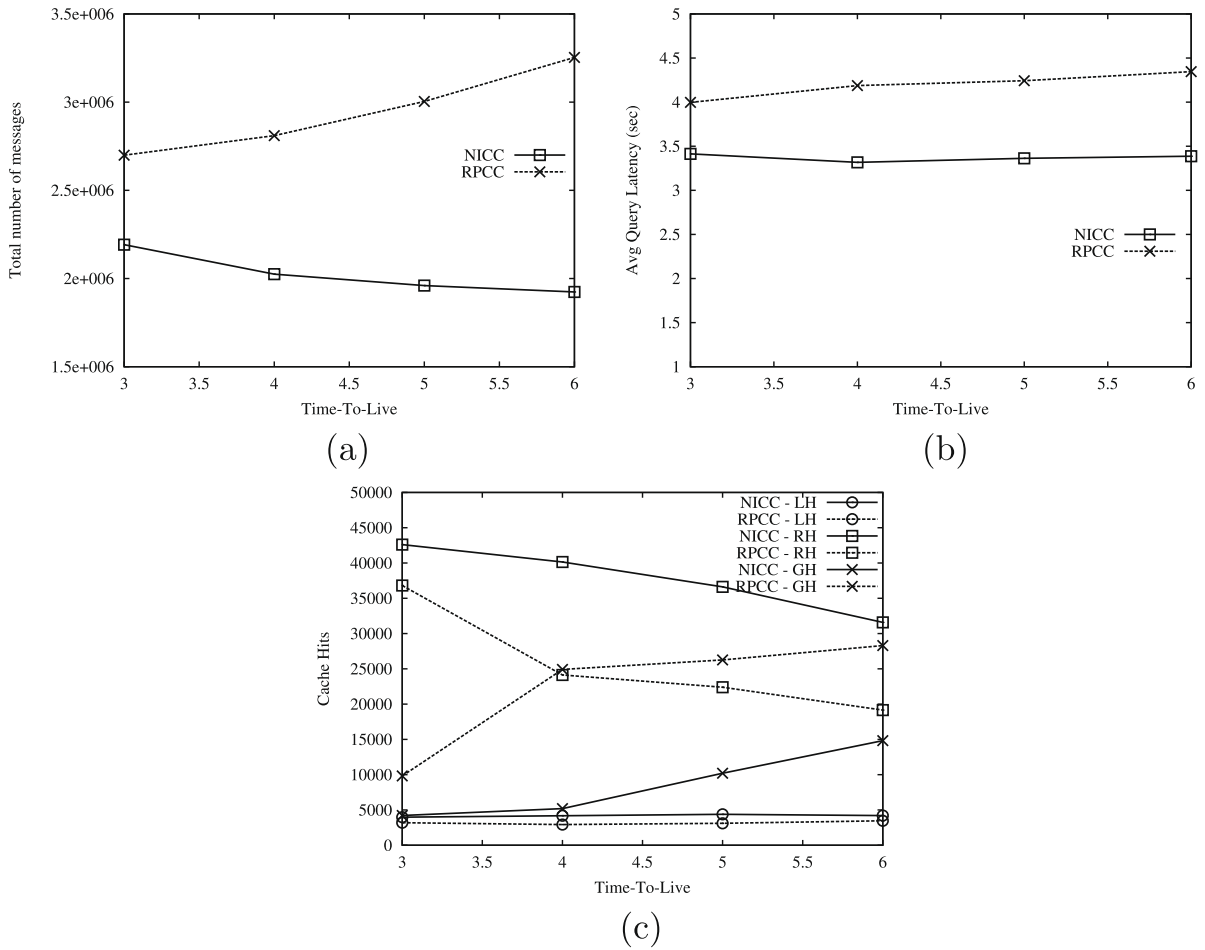 3.5e+006
3e+006
2.5e+006
2e+006
1.5e+006
Total number of messages
NICC
RPCC
3 3.5 4 4.5 5 5.5 6
Time-To-Live
(a)
5
4.5
4
3.5
3
2.5
2
1.5
1
Avg Query Latency (sec)
NICC
RPCC
3 3.5 4 4.5 5 5.5 6
Time-To-Live
(b)
50000
45000
40000
35000
30000
25000
20000
15000
10000
5000
0
Cache Hits
NICC - LH
RPCC - LH
NICC - RH
RPCC - RH
NICC - GH
RPCC - GH
3 3.5 4 4.5 5 5.5 6
Time-To-Live
(c)